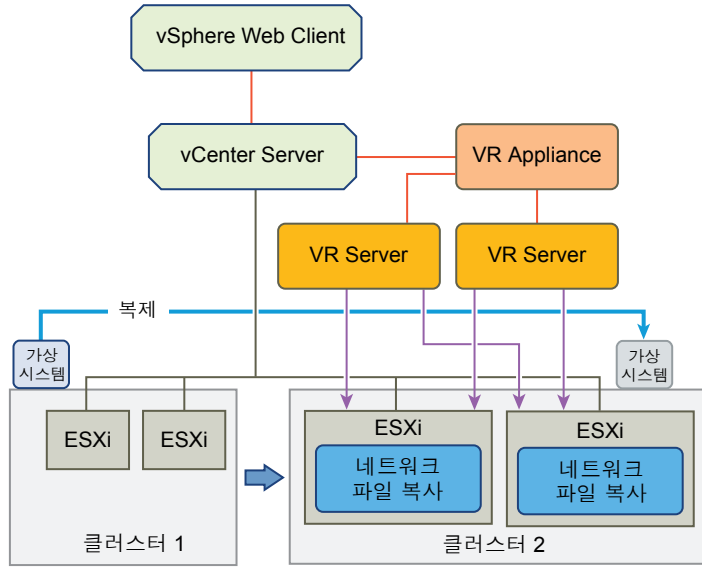 vSphere Web Client
vCenter Server
VR Appliance
VR Server
VR Server
복제
가상
시스템
가상
시스템
ESXi
ESXi
ESXi
네트워크
파일 복사
ESXi
네트워크
파일 복사
클러스터 1
클러스터 2